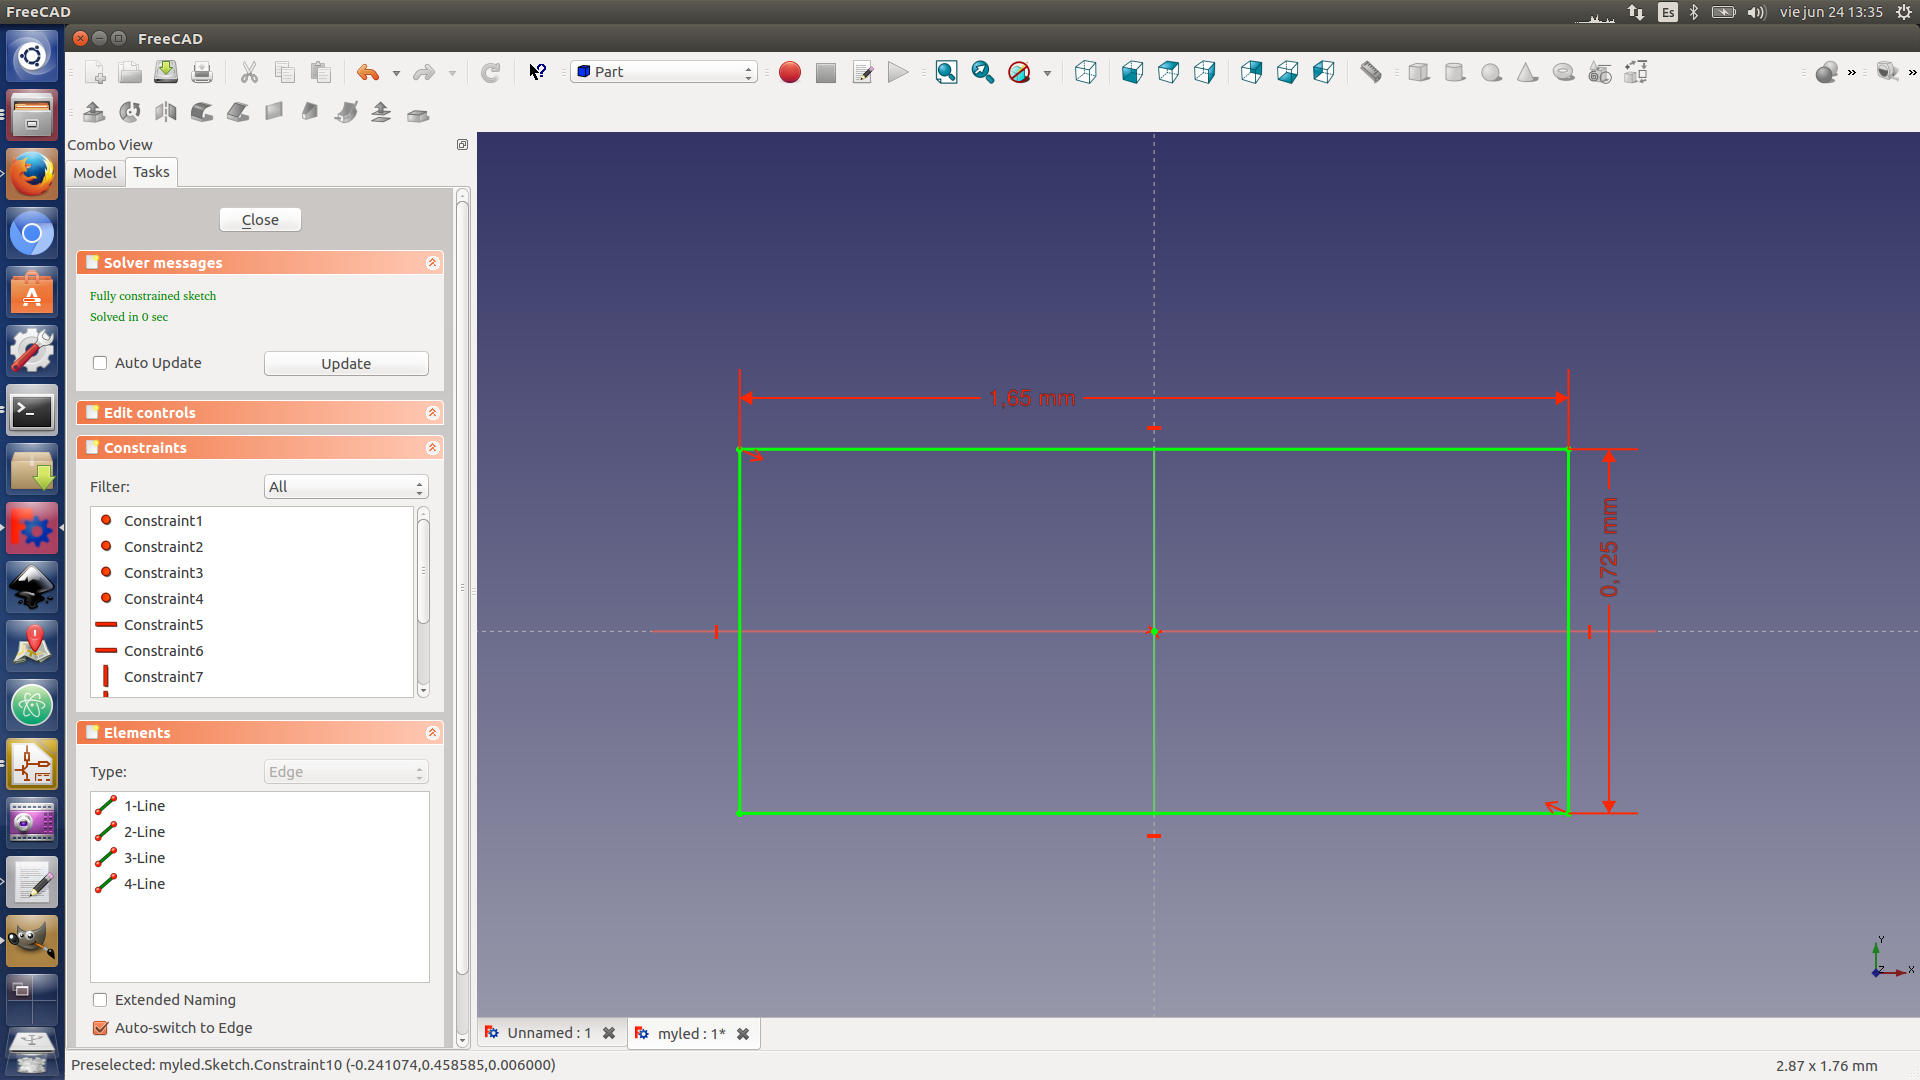 FreeCAD
Es
vie jun 24 13:35
FreeCAD
Part
»
»
Combo View
Model
Tasks
Close
Solver messages
Fully constrained sketch
Solved in 0 sec
Auto Update
Update
Edit controls
Constraints
Filter:
All
Constraint1
Constraint2
Constraint3
Constraint4
Constraint5
Constraint6
Constraint7
Elements
Type:
Edge
1-Line
2-Line
3-Line
4-Line
Extended Naming
Auto-switch to Edge
1,65 mm
0,725 mm
Y
Z
X
Unnamed : 1
myled : 1*
Preselected: myled.Sketch.Constraint10 (-0.241074,0.458585,0.006000)
2.87 x 1.76 mm